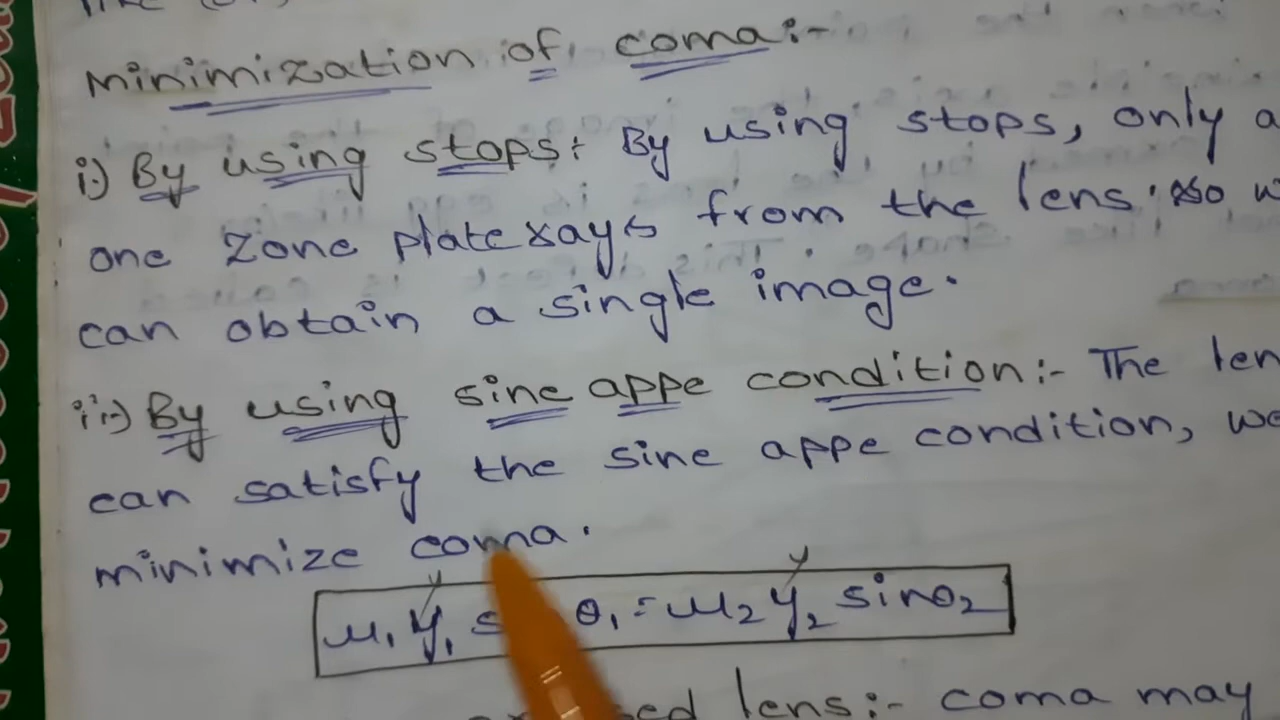 Minimization of coma:-
i.) By using stops: By using stops, only a
one zone plate rays from the lens. so w
can obtain a single image.
ii-) By using sine appe condition:- The len
can satisfy the sine appe condition, we
minimize coma.
μ₁ y₁ s θ₁ = μ₂ y₂ sinθ₂
sed lens:- coma may